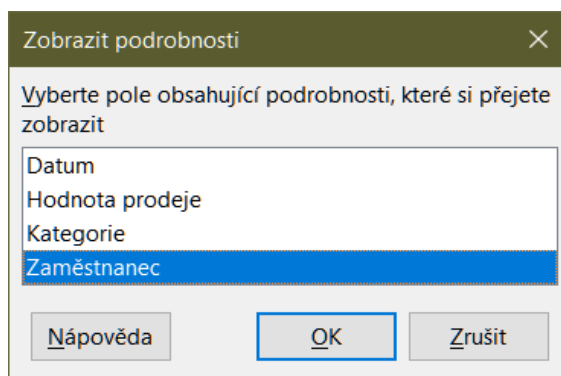 Zobrazit podrobnosti
Vyberte pole obsahující podrobnosti, které si přejete
zobrazit
Datum
Hodnota prodeje
Kategorie
Zaměstnanec
Nápověda
OK
Zrušit